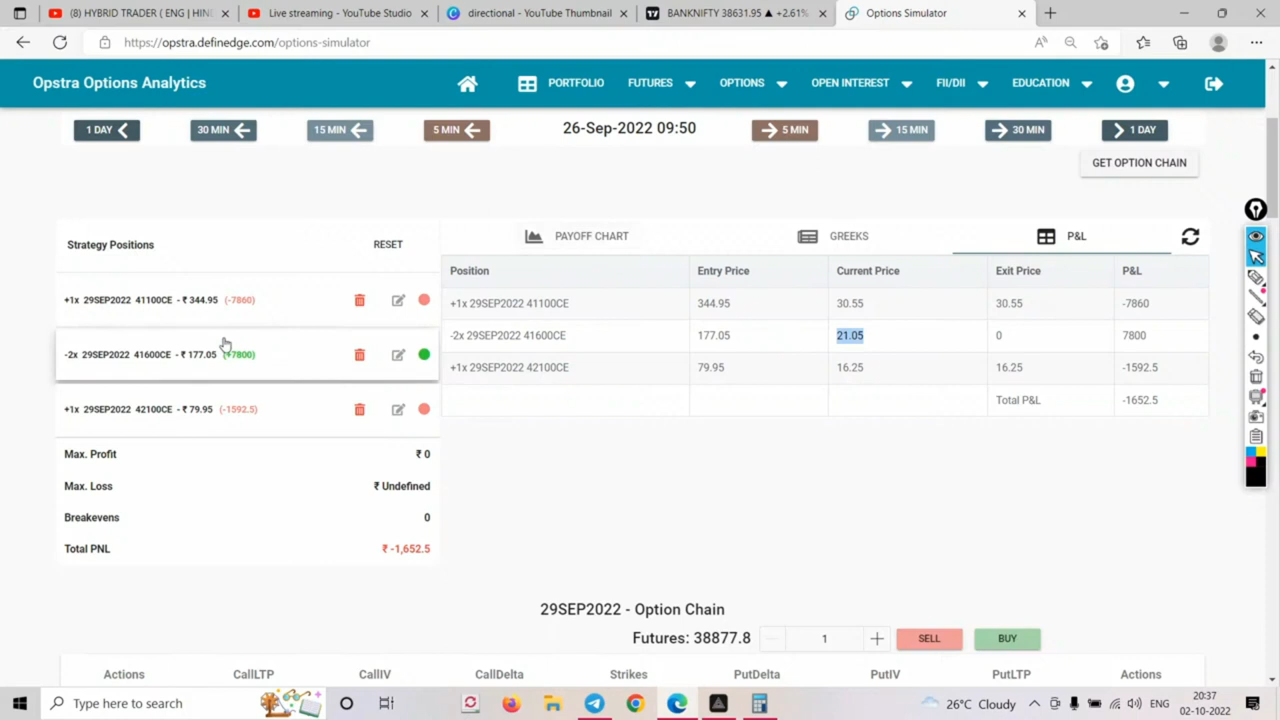 (8) HYBRID TRADER ( ENG | HIN
Live streaming - YouTube Studio
directional - YouTube Thumbnail
BANKNIFTY 38631.95 ▲ +2.61%
Options Simulator
https://opstra.definedge.com/options-simulator
Opstra Options Analytics
PORTFOLIO
FUTURES
OPTIONS
OPEN INTEREST
FII/DII
EDUCATION
1 DAY
30 MIN
15 MIN
5 MIN
26-Sep-2022 09:50
5 MIN
15 MIN
30 MIN
1 DAY
GET OPTION CHAIN
Strategy Positions
RESET
PAYOFF CHART
GREEKS
P&L
Position Entry Price Current Price Exit Price P&L
+1x 29SEP2022 41100CE - ₹ 344.95 (-7860)
+1x 29SEP2022 41100CE 344.95 30.55 30.55 -7860
-2x 29SEP2022 41600CE - ₹ 177.05 (+7800)
-2x 29SEP2022 41600CE 177.05 21.05 0 7800
+1x 29SEP2022 42100CE 79.95 16.25 16.25 -1592.5
Total P&L -1652.5
+1x 29SEP2022 42100CE - ₹ 79.95 (-1592.5)
Max. Profit ₹ 0
Max. Loss ₹ Undefined
Breakevens 0
Total PNL ₹ -1,652.5
29SEP2022 - Option Chain
Futures: 38877.8
1
SELL
BUY
Actions CallLTP CallIV CallDelta Strikes PutDelta PutIV PutLTP Actions
Type here to search
26°C Cloudy
ENG
20:37
02-10-2022